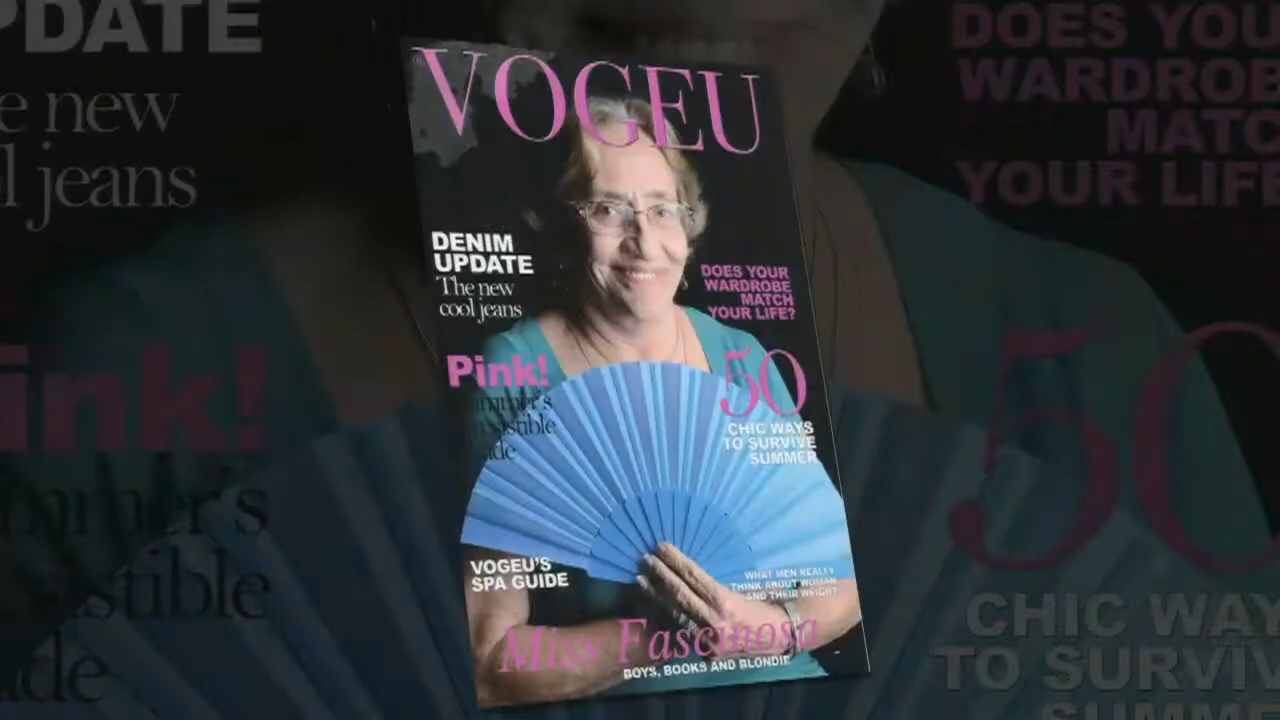 VOGEU
DENIM
UPDATE
The new
cool jeans
DOES YOUR
WARDROBE
MATCH
YOUR LIFE?
Pink!
50
CHIC WAYS
TO SURVIVE
SUMMER
VOGEU'S
SPA GUIDE
WHAT MEN REALLY
THINK ABOUT WOMAN
AND THEIR WEIGHT
Miss Fascinosa
BOYS, BOOKS AND BLONDIE